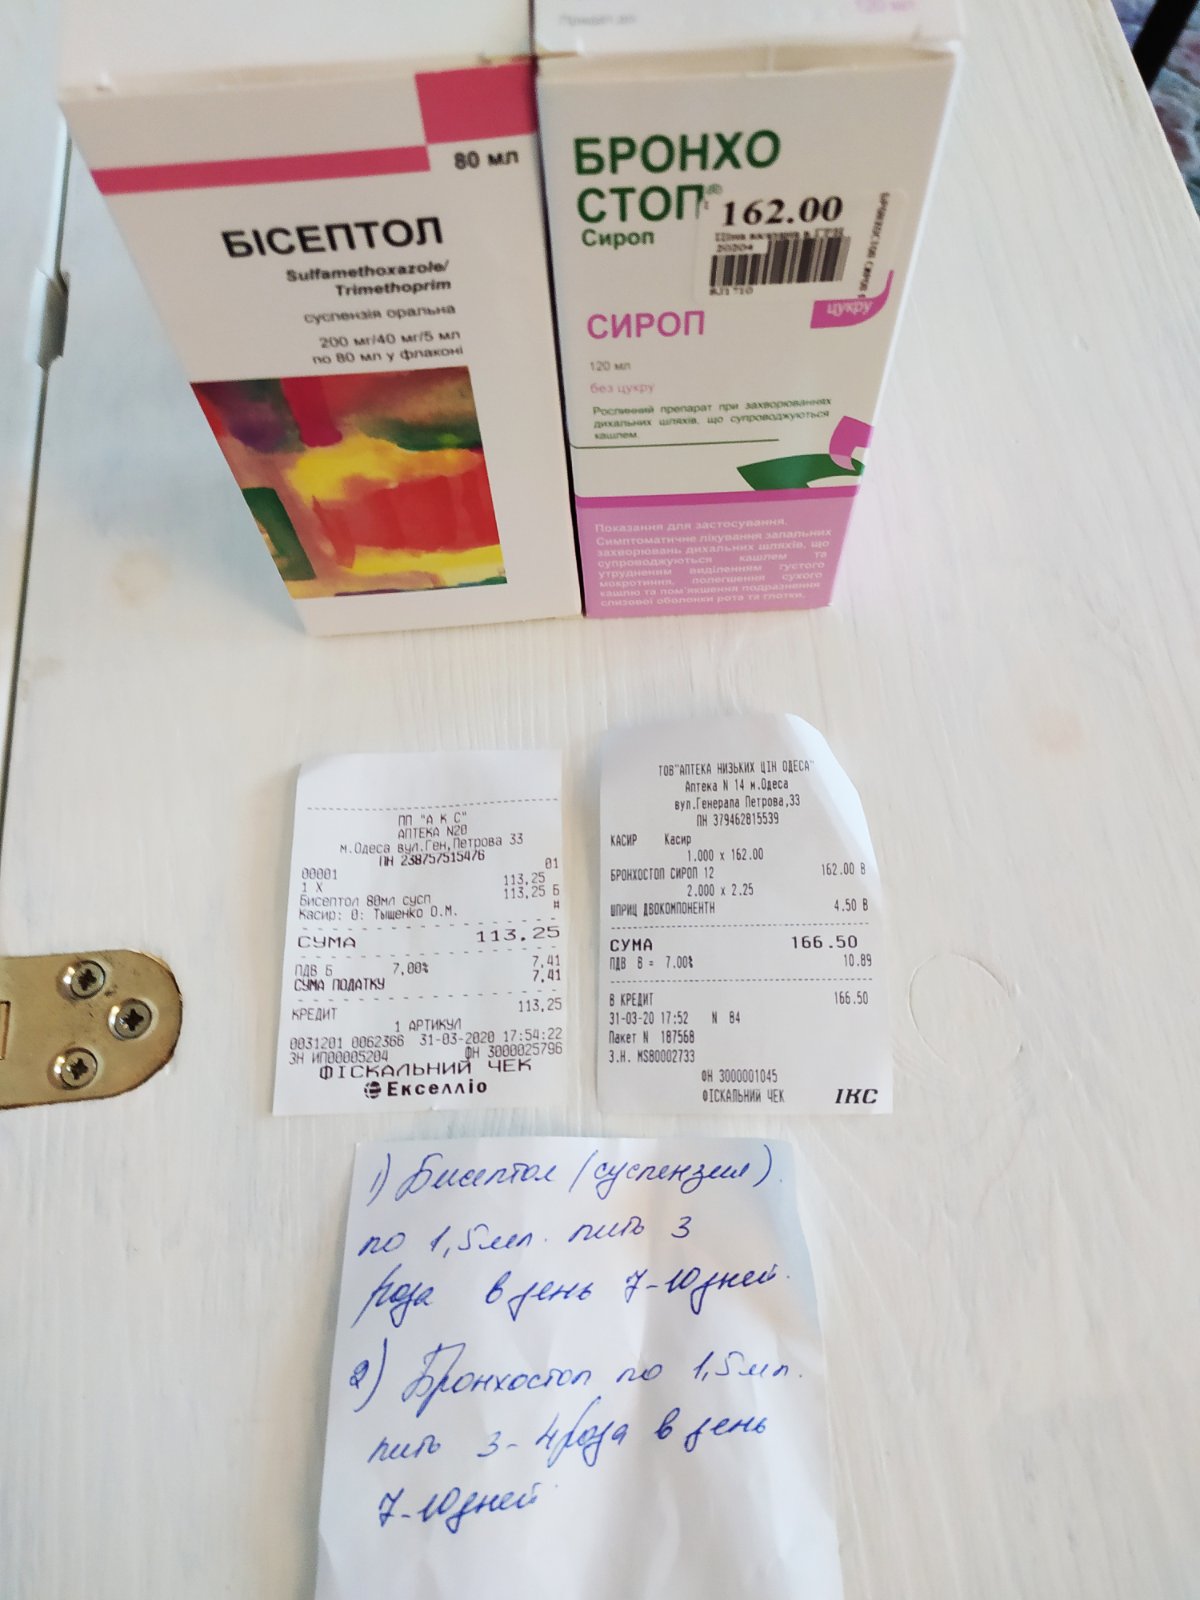 120 мл
80 мл
БІСЕПТОЛ
Sulfamethoxazole/
Trimethoprim
суспензія оральна
200 мг/40 мг/5 мл
по 80 мл у флаконі
БРОНХО
СТОП®
Сироп
162.00
20204
СИРОП
цукру
120 мл
без цукру
Рослинний препарат при захворюваннях
дихальних шляхів, що супроводжуються
кашлем
Показання для застосування.
Симптоматичне лікування запальних
захворювань дихальних шляхів, що
супроводжуються кашлем та
утрудненим виділенням густого
мокротиння, полегшення сухого
кашлю та пом'якшення подразнення
слизової оболонки рота та глотки.
ПП "А К С"
АПТЕКА N20
м.Одеса вул.Ген,Петрова 33
ПН 238757515476
00001 01
1 X 113,25
Бисептол 80мл сусп 113,25 Б
Касир: 0: Тыщенко О.М. #
СУМА 113,25
ПДВ Б 7,00% 7,41
СУМА ПОДАТКУ 7,41
КРЕДИТ 113,25
1 АРТИКУЛ
0031201 0062366 31-03-2020 17:54:22
ЗН ИП00005204 ФН 3000025796
ФІСКАЛЬНИЙ ЧЕК
Екселліо
ТОВ"АПТЕКА НИЗЬКИХ ЦІН ОДЕСА"
Аптека N 14 м.Одеса
вул.Генерала Петрова,33
ПН 379462815539
КАСИР Касир
1.000 x 162.00
БРОНХОСТОП СИРОП 12 162.00 В
2.000 x 2.25
ШПРИЦ ДВОКОМПОНЕНТН 4.50 В
СУМА 166.50
ПДВ В = 7.00% 10.89
В КРЕДИТ 166.50
31-03-20 17:52 N 84
Пакет N 187568
З.Н. MSB0002733
ФН 3000001045
ФІСКАЛЬНИЙ ЧЕК ІКС
1) Бисептол (суспензия)
по 1,5мл. пить 3
раза в день 7-10дней.
2) Бронхостоп по 1,5мл.
пить 3-4раза в день
7-10дней